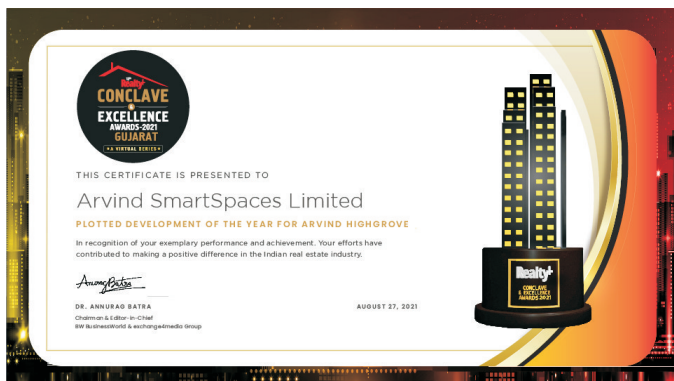 Realty+
CONCLAVE
&
EXCELLENCE
AWARDS-2021
GUJARAT
• A VIRTUAL SERIES •
THIS CERTIFICATE IS PRESENTED TO
Arvind SmartSpaces Limited
PLOTTED DEVELOPMENT OF THE YEAR FOR ARVIND HIGHGROVE
In recognition of your exemplary performance and achievement. Your efforts have
contributed to making a positive difference in the Indian real estate industry.
Annurag Batra
DR. ANNURAG BATRA
AUGUST 27, 2021
Chairman & Editor-in-Chief
BW BusinessWorld & exchange4media Group
Realty+
CONCLAVE
& EXCELLENCE
AWARDS 2021